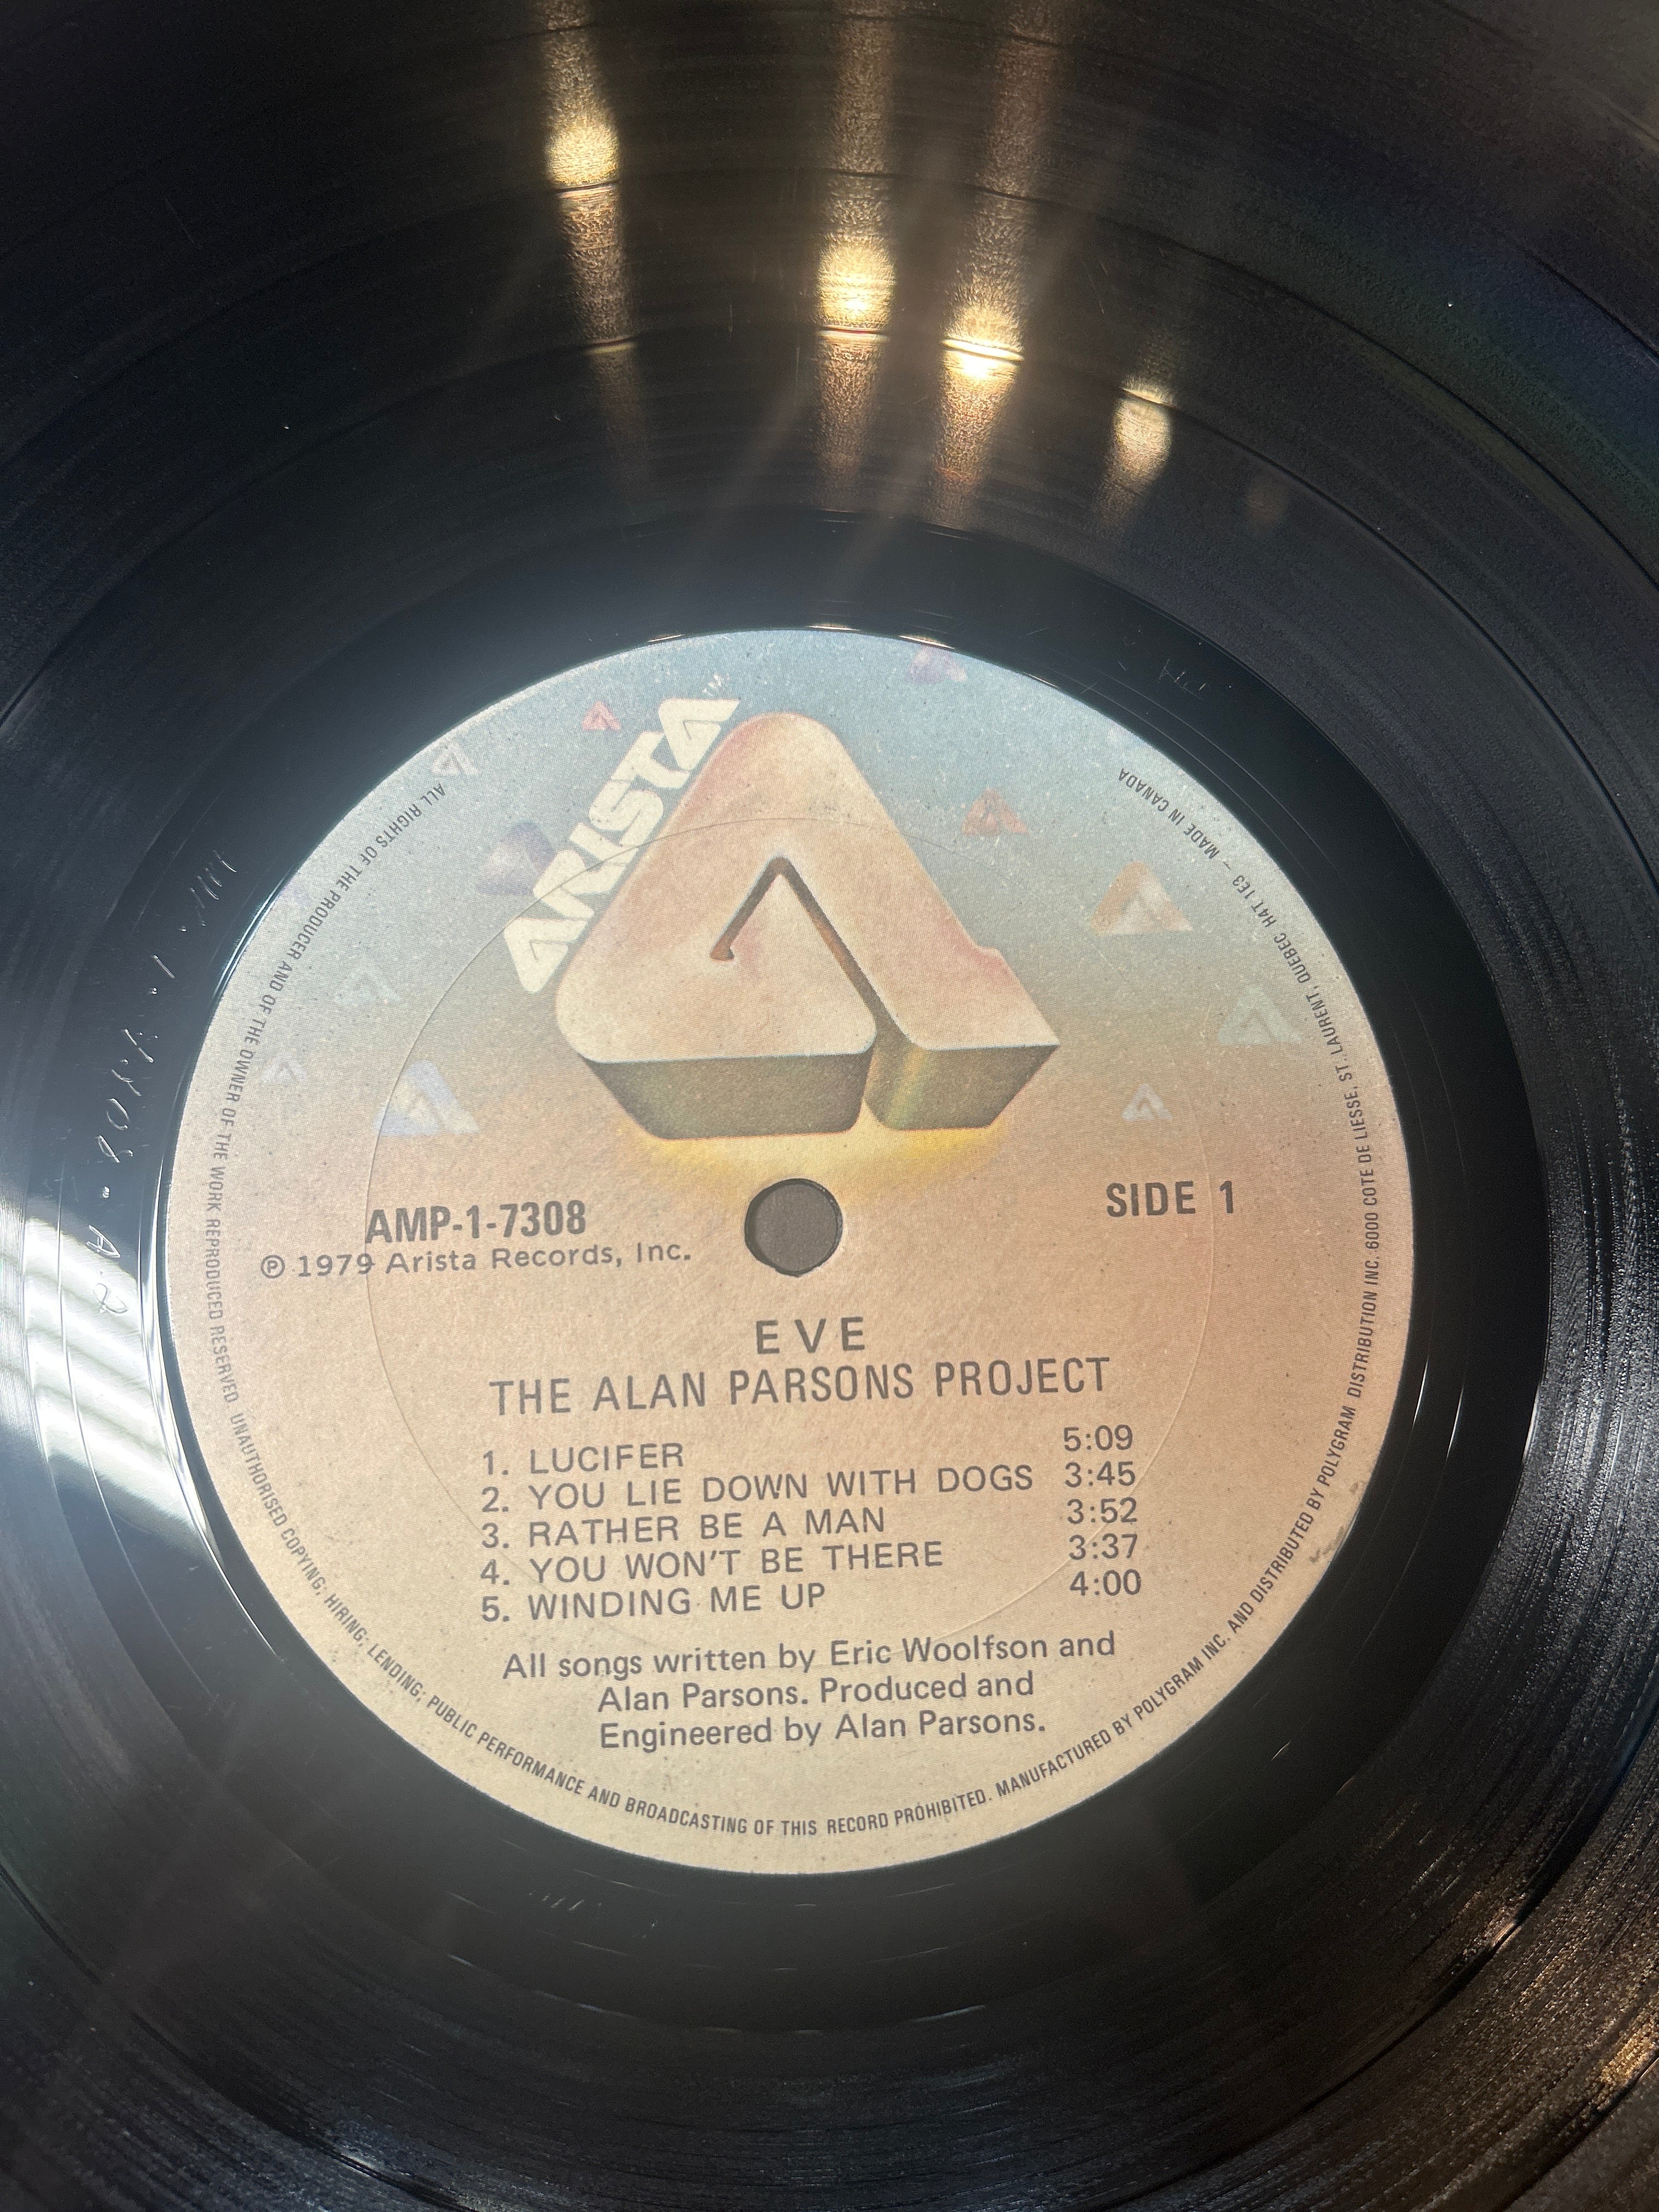 ARISTA
AMP-1-7308
SIDE 1
℗ 1979 Arista Records, Inc.
EVE
THE ALAN PARSONS PROJECT
1. LUCIFER 5:09
2. YOU LIE DOWN WITH DOGS 3:45
3. RATHER BE A MAN 3:52
4. YOU WON'T BE THERE 3:37
5. WINDING ME UP 4:00
All songs written by Eric Woolfson and
Alan Parsons. Produced and
Engineered by Alan Parsons.
ALL RIGHTS OF THE PRODUCER AND OF THE OWNER OF THE WORK REPRODUCED RESERVED UNAUTHORISED COPYING; HIRING; LENDING; PUBLIC PERFORMANCE AND BROADCASTING OF THIS RECORD PROHIBITED. MANUFACTURED BY POLYGRAM INC. AND DISTRIBUTED BY POLYGRAM DISTRIBUTION INC. 6000 COTE DE LIESSE, ST. LAURENT, QUEBEC H4T 1E3 – MADE IN CANADA